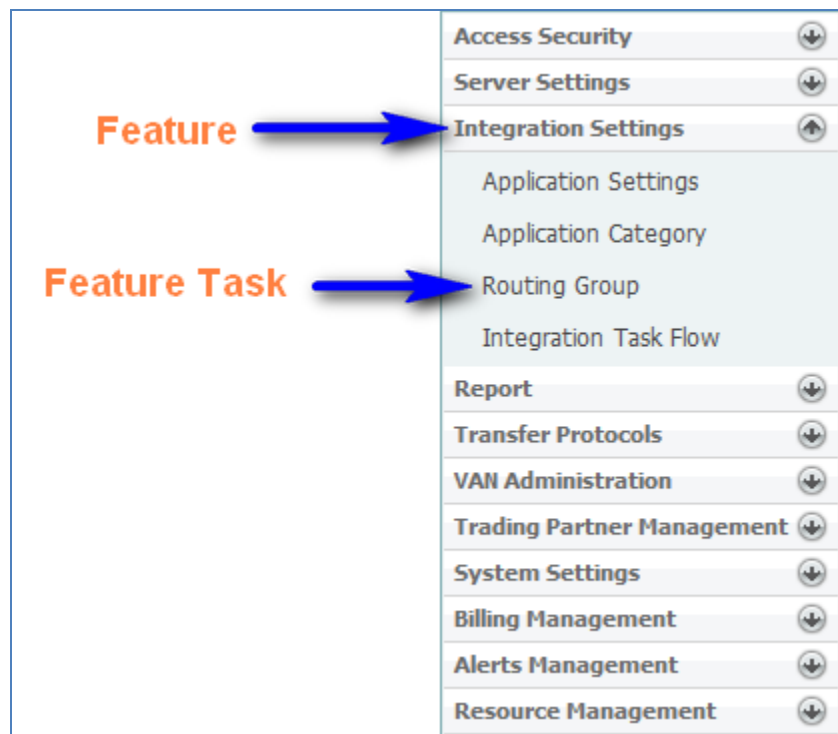 Access Security
Server Settings
Feature
Integration Settings
Application Settings
Application Category
Feature Task
Routing Group
Integration Task Flow
Report
Transfer Protocols
VAN Administration
Trading Partner Management
System Settings
Billing Management
Alerts Management
Resource Management